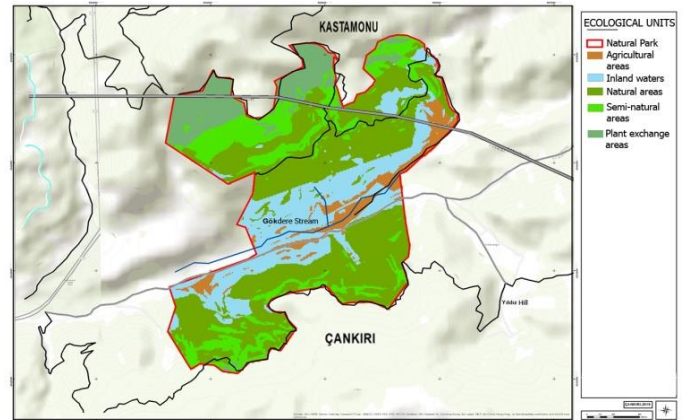 KASTAMONU
Gökdere Stream
Yıldız Hill
ÇANKIRI
ECOLOGICAL UNITS
Natural Park
Agricultural
areas
Inland waters
Natural areas
Semi-natural
areas
Plant exchange
areas